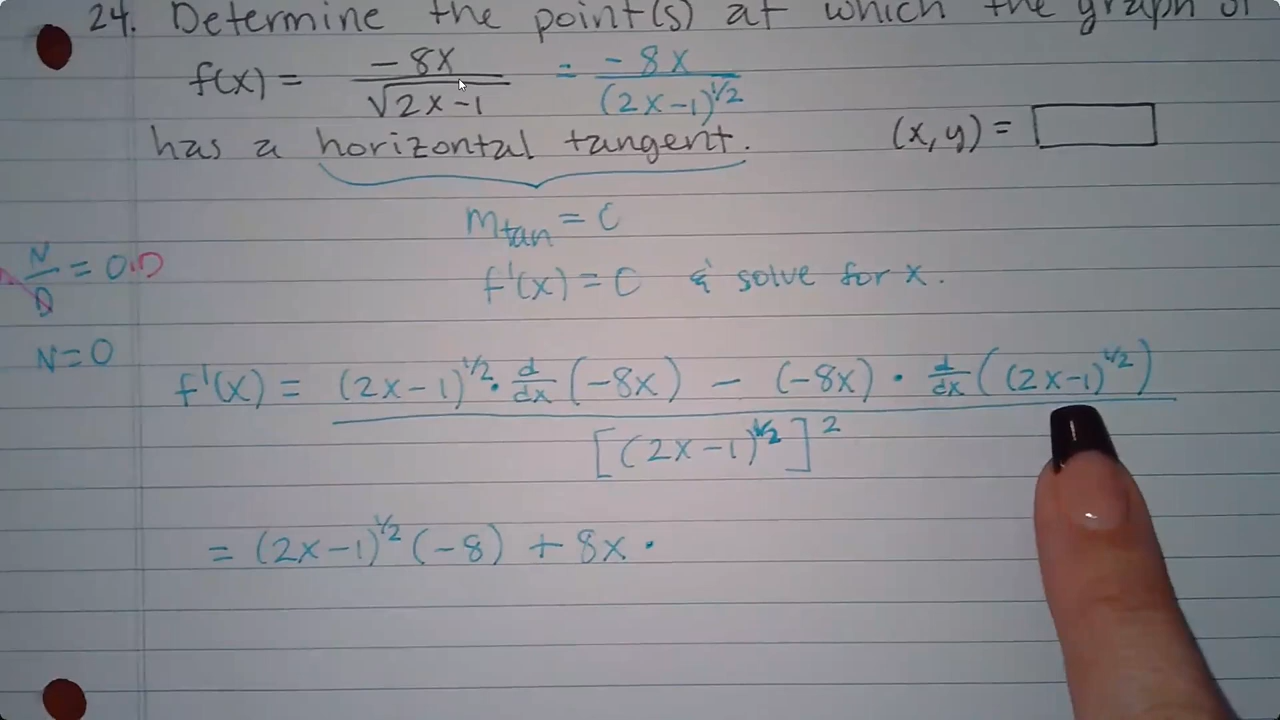 24. Determine the point(s) at which the graph of
f(x) = -8x / √2x-1 = -8x / (2x-1)^1/2
has a horizontal tangent. (x,y) =
m tan = 0
N/D = 0.D
f'(x) = 0 & solve for x.
N=0
f'(x) = (2x-1)^1/2 · d/dx (-8x) - (-8x) · d/dx ((2x-1)^1/2) / [(2x-1)^1/2]^2
= (2x-1)^1/2 (-8) + 8x ·